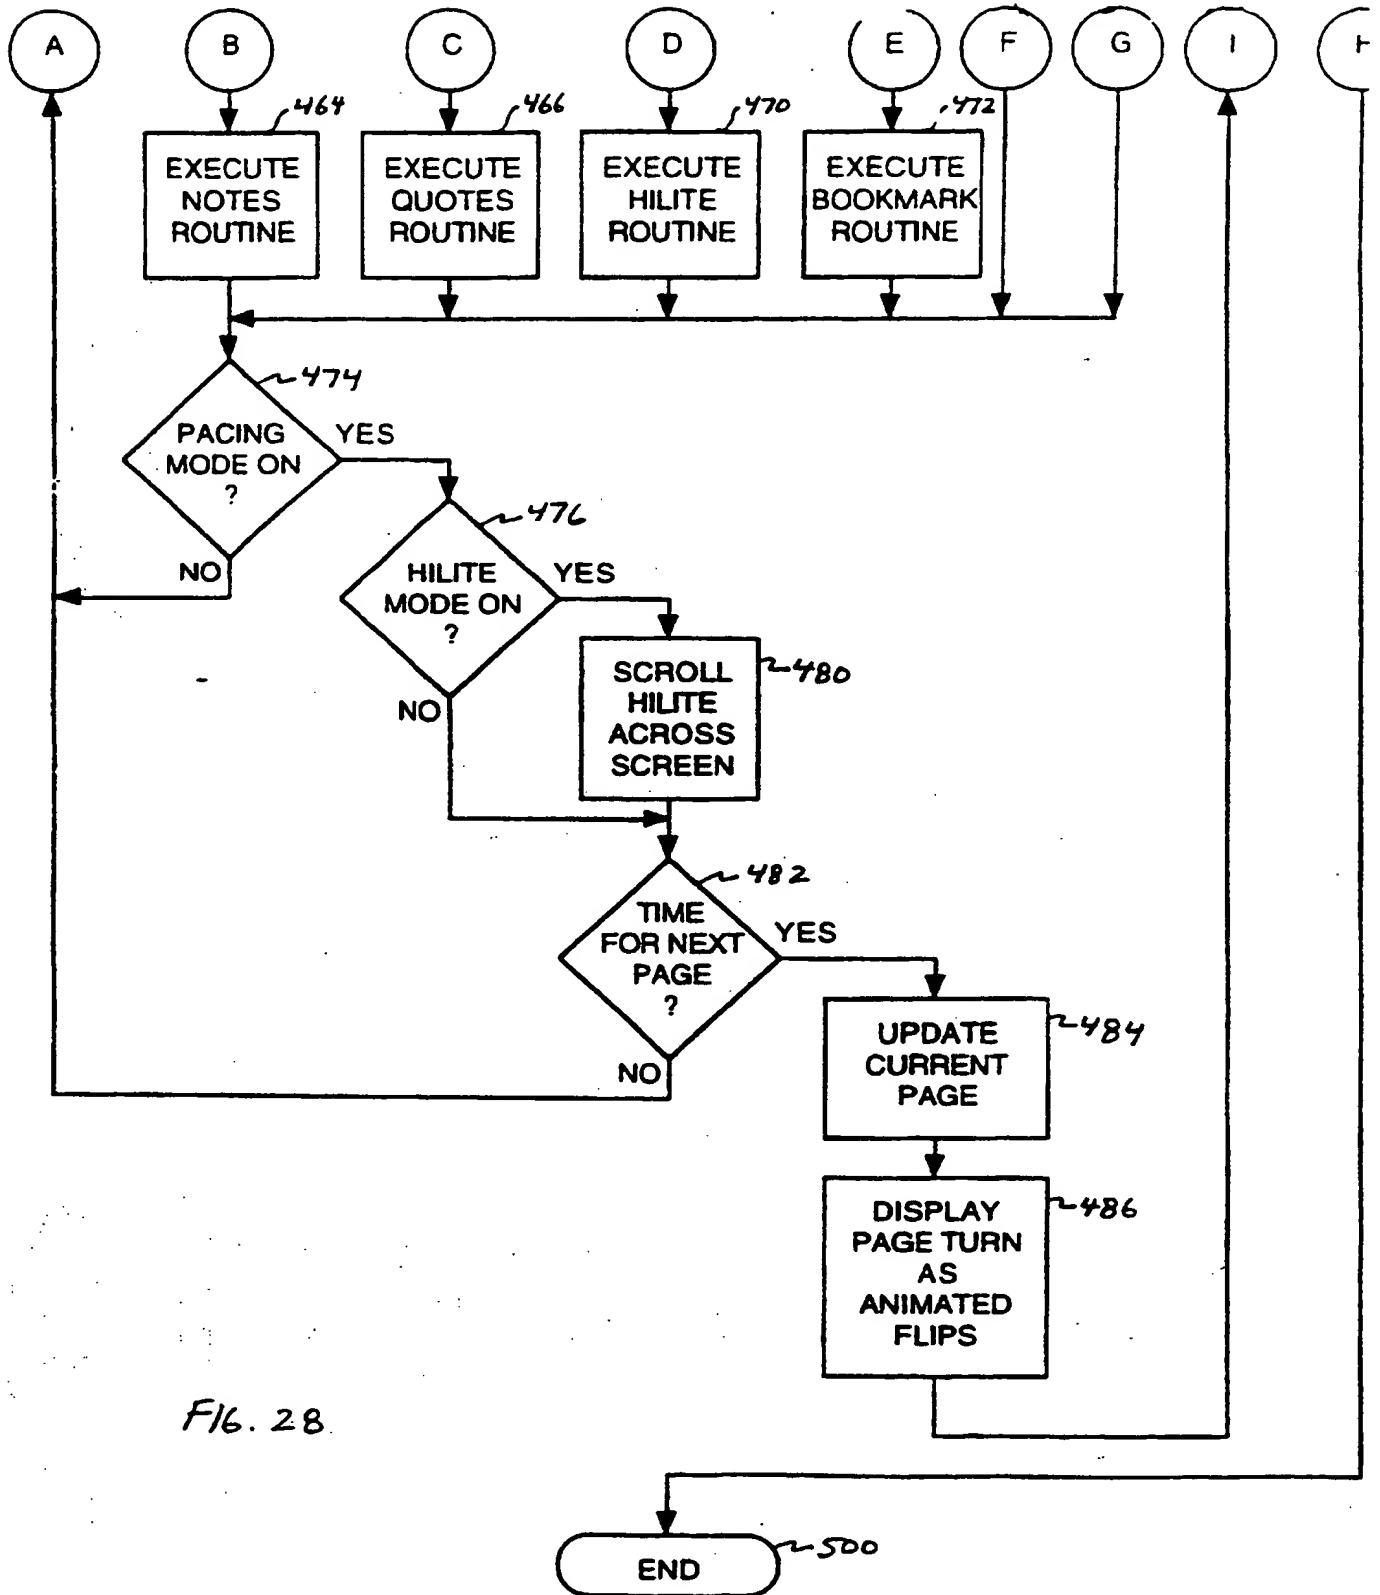 A B C D E F G I
464 466 470 472
EXECUTE
NOTES
ROUTINE
EXECUTE
QUOTES
ROUTINE
EXECUTE
HILITE
ROUTINE
EXECUTE
BOOKMARK
ROUTINE
474
PACING
MODE ON
?
YES
NO
476
HILITE
MODE ON
?
YES
NO
480
SCROLL
HILITE
ACROSS
SCREEN
482
TIME
FOR NEXT
PAGE
?
YES
NO
484
UPDATE
CURRENT
PAGE
486
DISPLAY
PAGE TURN
AS
ANIMATED
FLIPS
FIG. 28
END
500